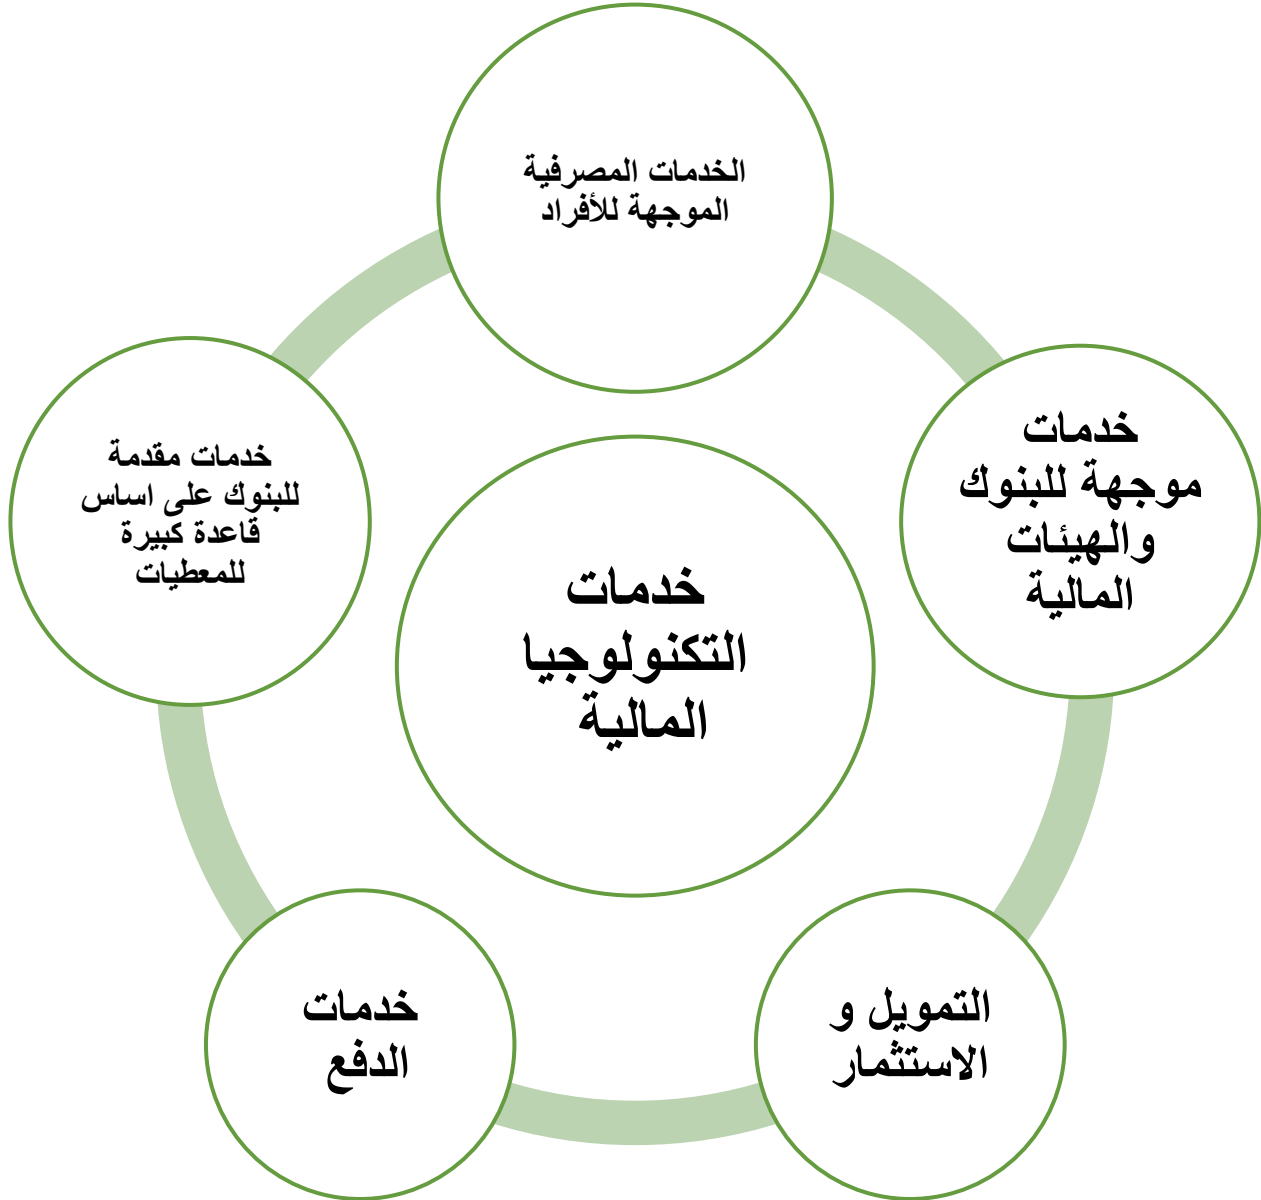 الخدمات المصرفية
الموجهة للأفراد
خدمات
موجهة للبنوك
والهيئات
المالية
خدمات مقدمة
للبنوك على اساس
قاعدة كبيرة
للمعطيات
خدمات
التكنولوجيا
المالية
التمويل و
الاستثمار
خدمات
الدفع